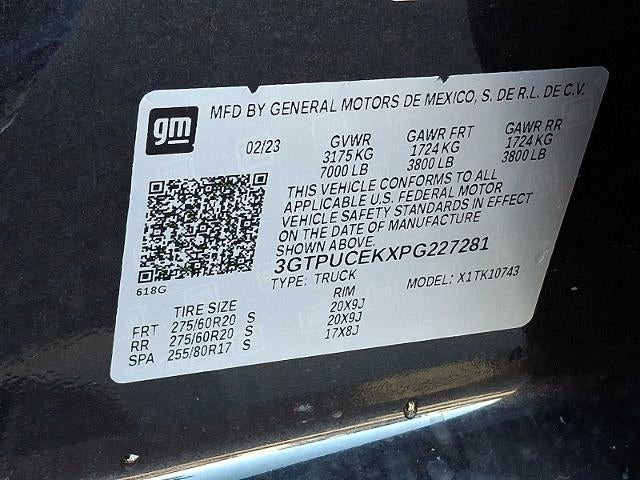 gm
MFD BY GENERAL MOTORS DE MEXICO, S. DE R.L. DE C.V.
02/23 GVWR GAWR FRT GAWR RR
3175 KG 1724 KG 1724 KG
7000 LB 3800 LB 3800 LB
THIS VEHICLE CONFORMS TO ALL
APPLICABLE U.S. FEDERAL MOTOR
VEHICLE SAFETY STANDARDS IN EFFECT
ON THE DATE OF MANUFACTURE
SHOWN ABOVE.
3GTPUCEKXPG227281
618G
TYPE: TRUCK MODEL: X1TK10743
TIRE SIZE RIM
FRT 275/60R20 S 20X9J
RR 275/60R20 S 20X9J
SPA 255/80R17 S 17X8J